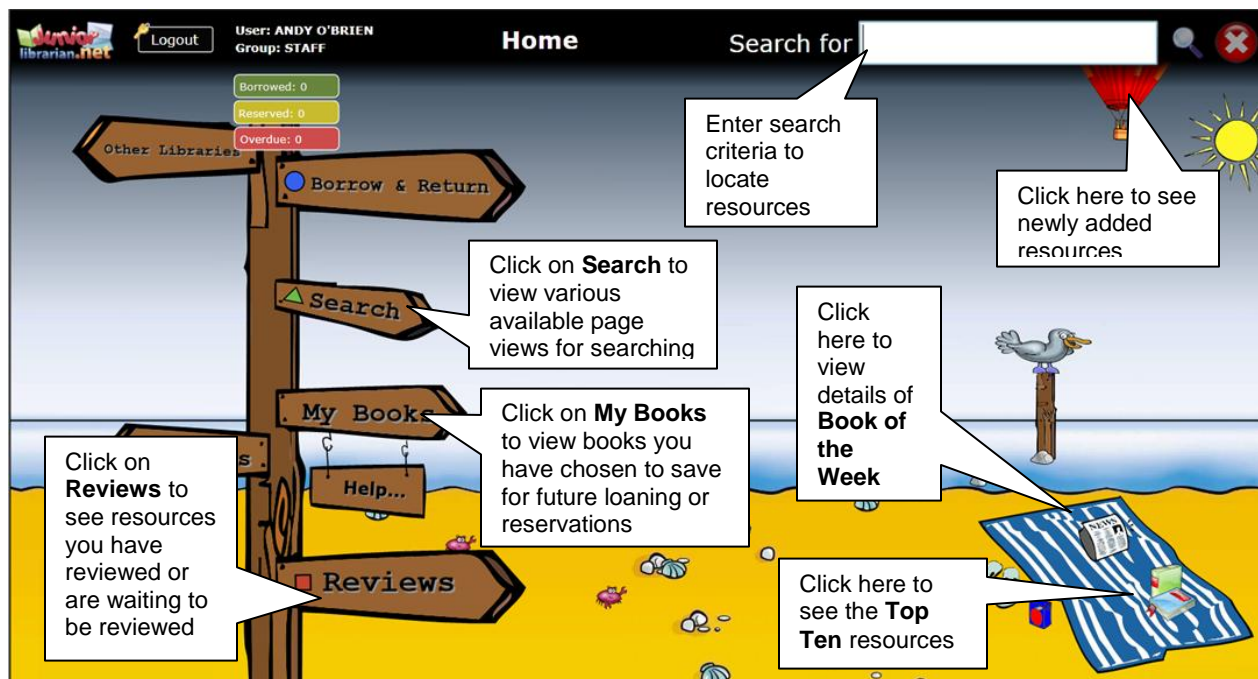 Junior
librarian.net
Logout
User: ANDY O'BRIEN
Group: STAFF
Home
Search for
Borrowed: 0
Reserved: 0
Overdue: 0
Other Libraries
Borrow & Return
Enter search
criteria to
locate
resources
Click here to see
newly added
resources
Click on Search to
view various
available page
views for searching
Search
Click
here to
view
details of
Book of
the
Week
My Books
Click on My Books
to view books you
have chosen to save
for future loaning or
reservations
s
Help...
Click on
Reviews to
see resources
you have
reviewed or
are waiting to
be reviewed
Reviews
NEWS
Click here to
see the Top
Ten resources